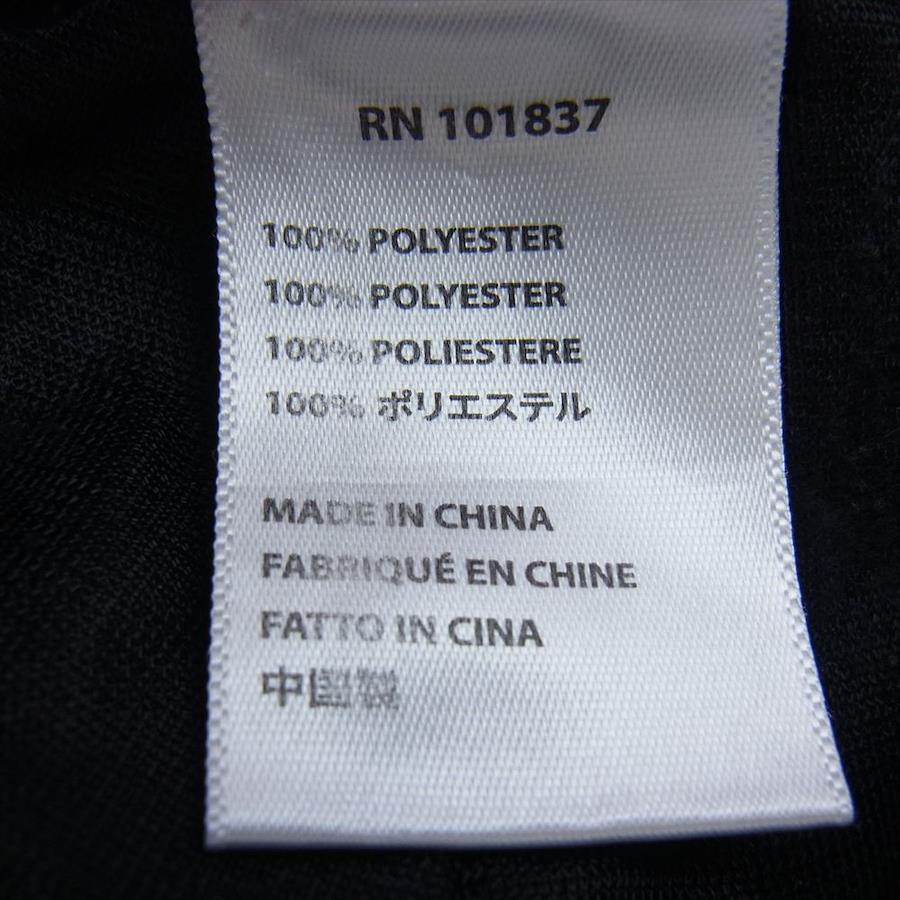 RN 101837
100% POLYESTER
100% POLYESTER
100% POLIESTERE
100% ポリエステル
MADE IN CHINA
FABRIQUÉ EN CHINE
FATTO IN CINA
中国製